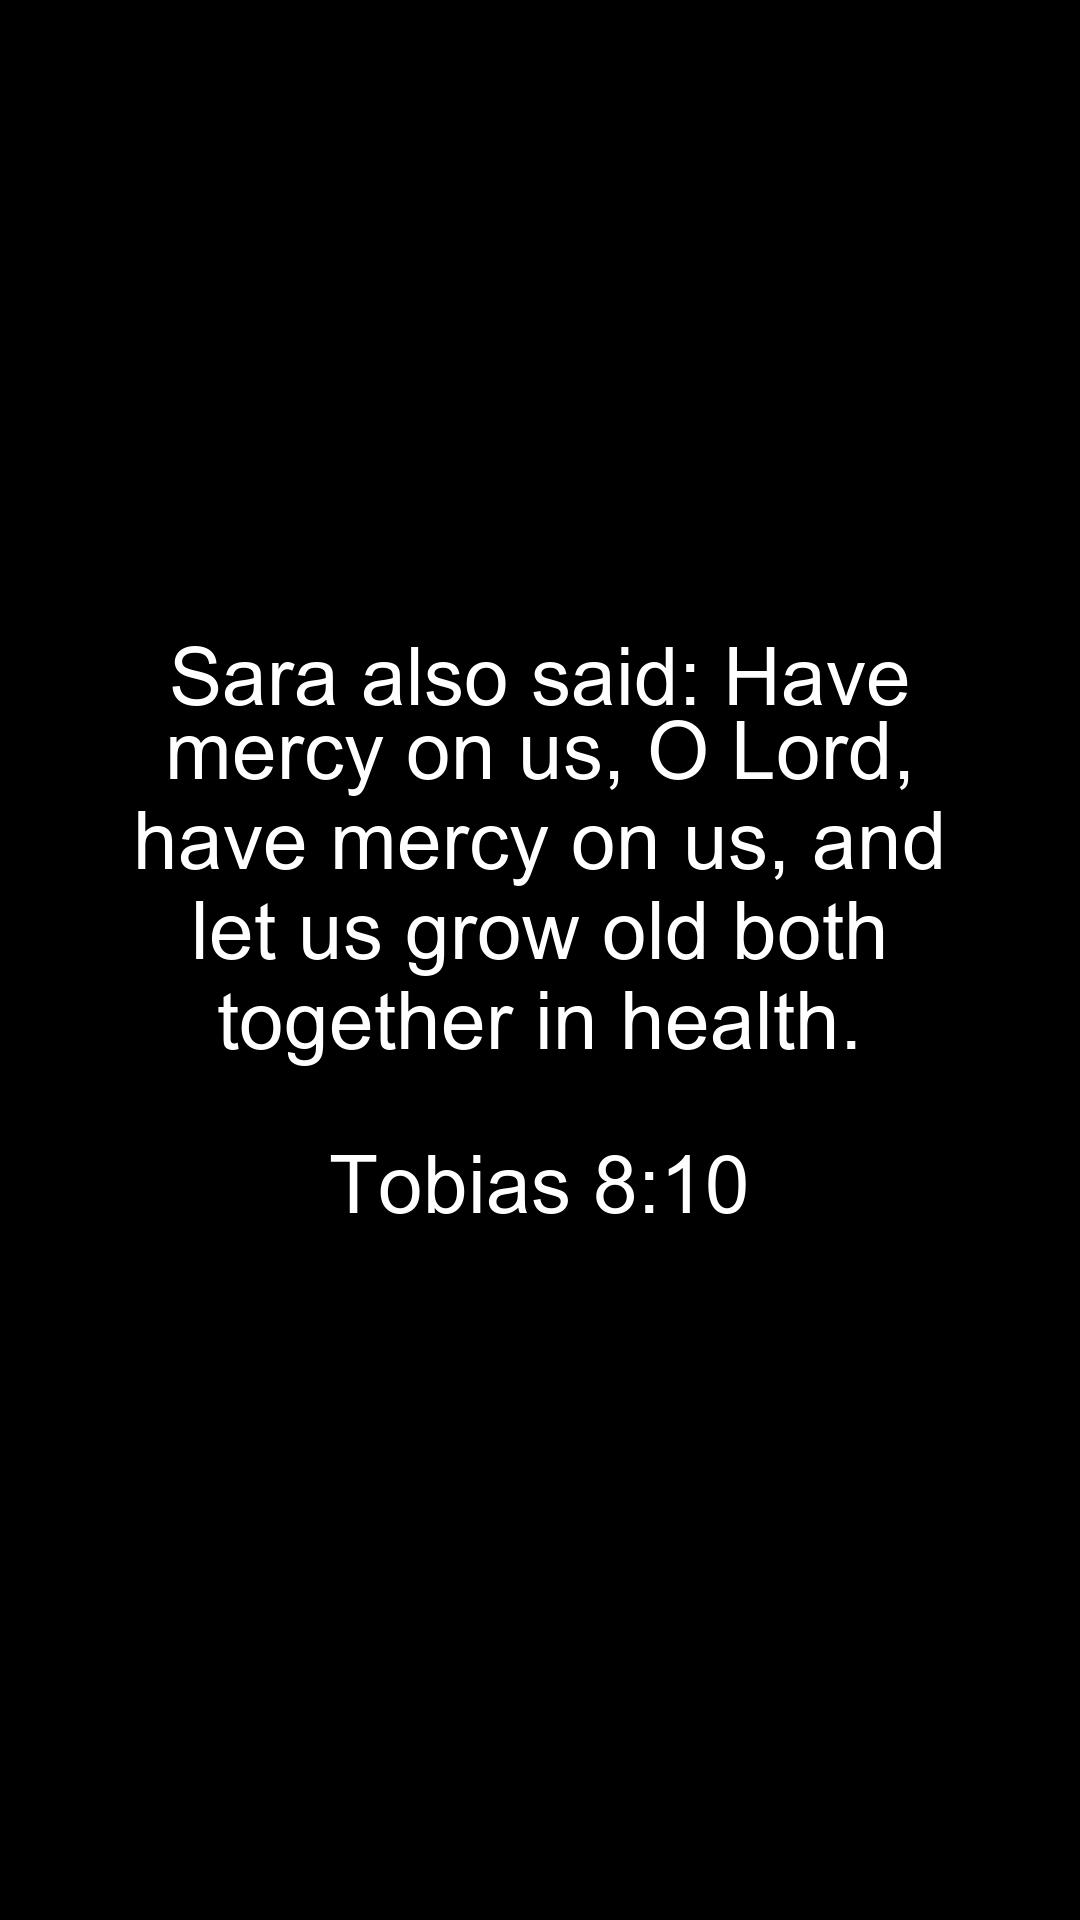 Sara also said: Have
mercy on us, O Lord,
have mercy on us, and
let us grow old both
together in health.
Tobias 8:10